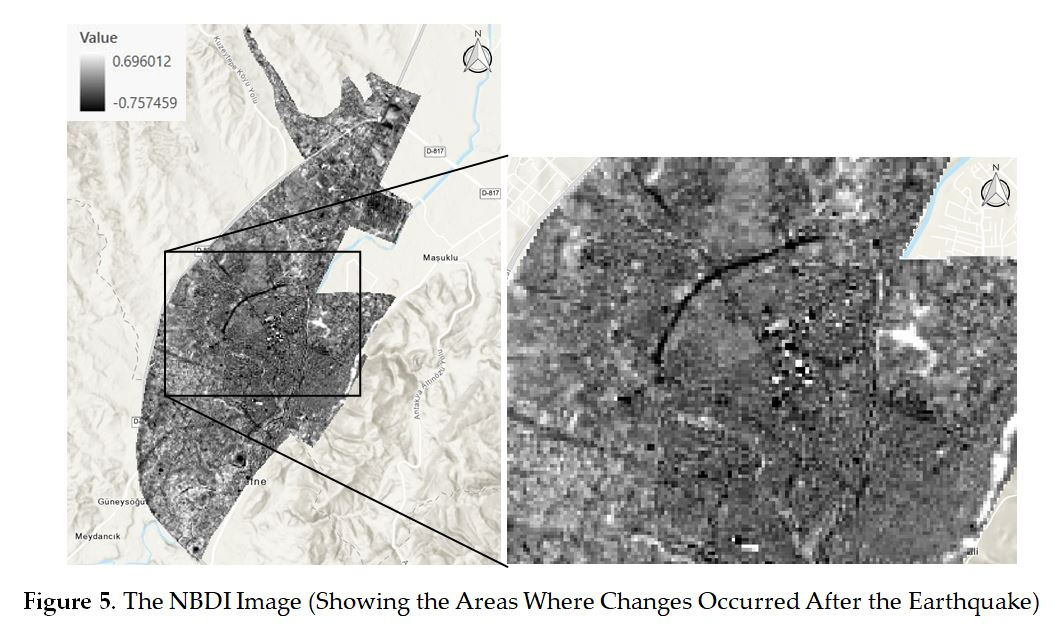 Value
0.696012
-0.757459
N
Kuzeytepe Köyü Yolu
D-817
D-817
Maşuklu
N
Antakya Altınözü Yolu
Güneysöğü
Meydancık
Figure 5. The NBDI Image (Showing the Areas Where Changes Occurred After the Earthquake)